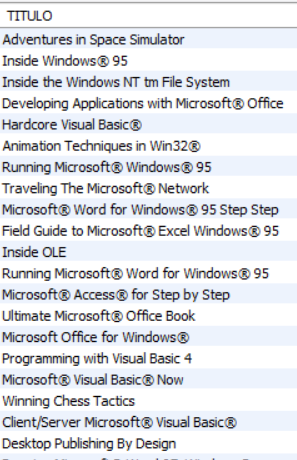 TITULO
Adventures in Space Simulator
Inside Windows® 95
Inside the Windows NT tm File System
Developing Applications with Microsoft® Office
Hardcore Visual Basic®
Animation Techniques in Win32®
Running Microsoft® Windows® 95
Traveling The Microsoft® Network
Microsoft® Word for Windows® 95 Step Step
Field Guide to Microsoft® Excel Windows® 95
Inside OLE
Running Microsoft® Word for Windows® 95
Microsoft® Access® for Step by Step
Ultimate Microsoft® Office Book
Microsoft Office for Windows®
Programming with Visual Basic 4
Microsoft® Visual Basic® Now
Winning Chess Tactics
Client/Server Microsoft® Visual Basic®
Desktop Publishing By Design